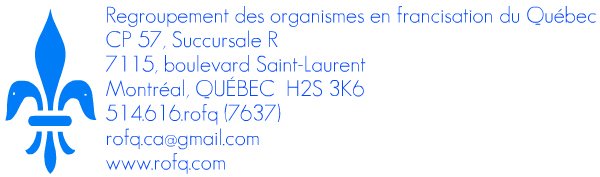 Regroupement des organismes en francisation du Québec
CP 57, Succursale R
7115, boulevard Saint-Laurent
Montréal, QUÉBEC  H2S 3K6
514.616.rofq (7637)
rofq.ca@gmail.com
www.rofq.com